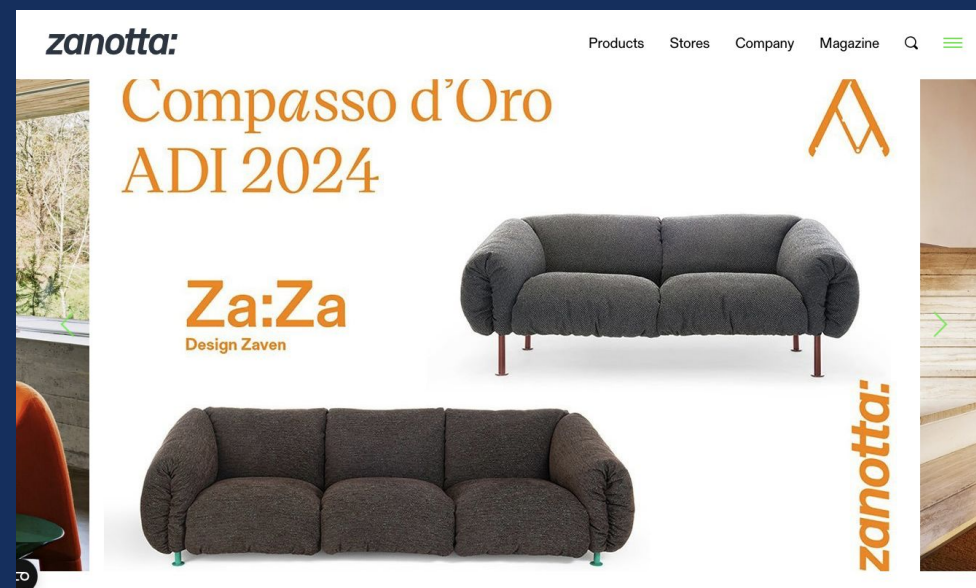 zanotta:
Products Stores Company Magazine
Compasso d'Oro
ADI 2024
Za:Za
Design Zaven
zanotta: